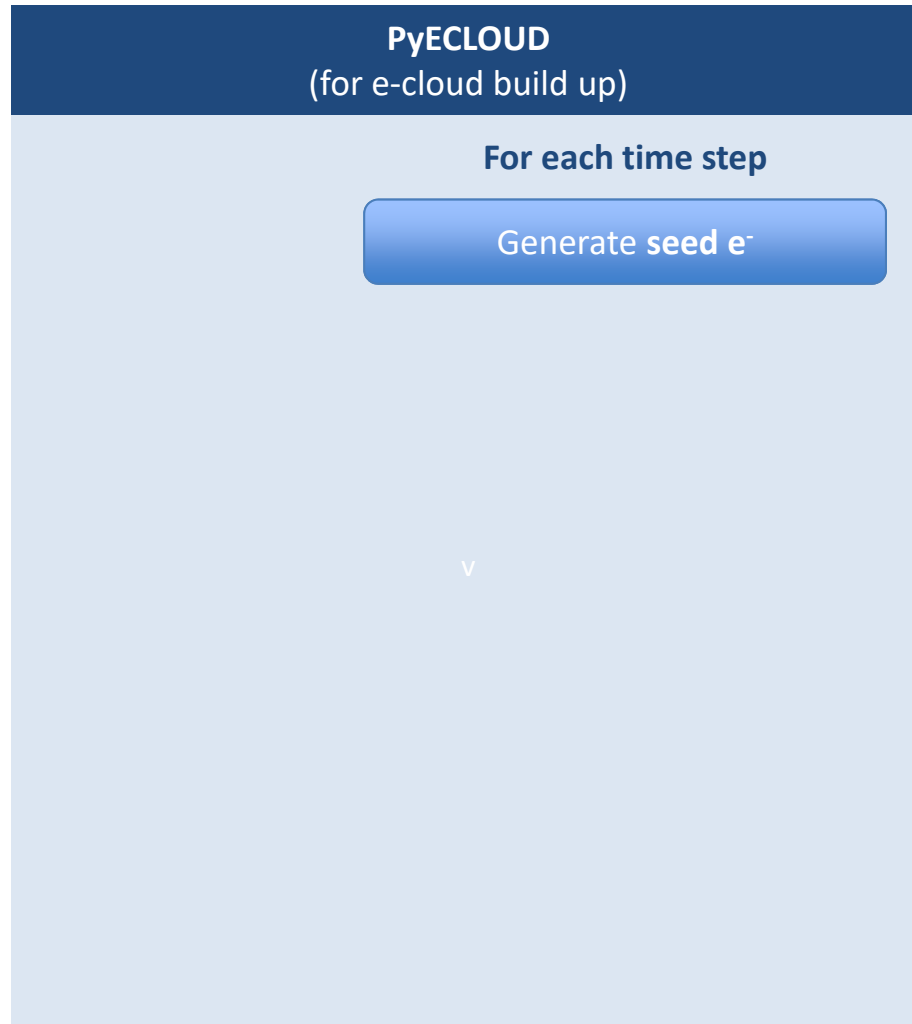 PyECLOUD
(for e-cloud build up)
For each time step
Generate seed e⁻
v